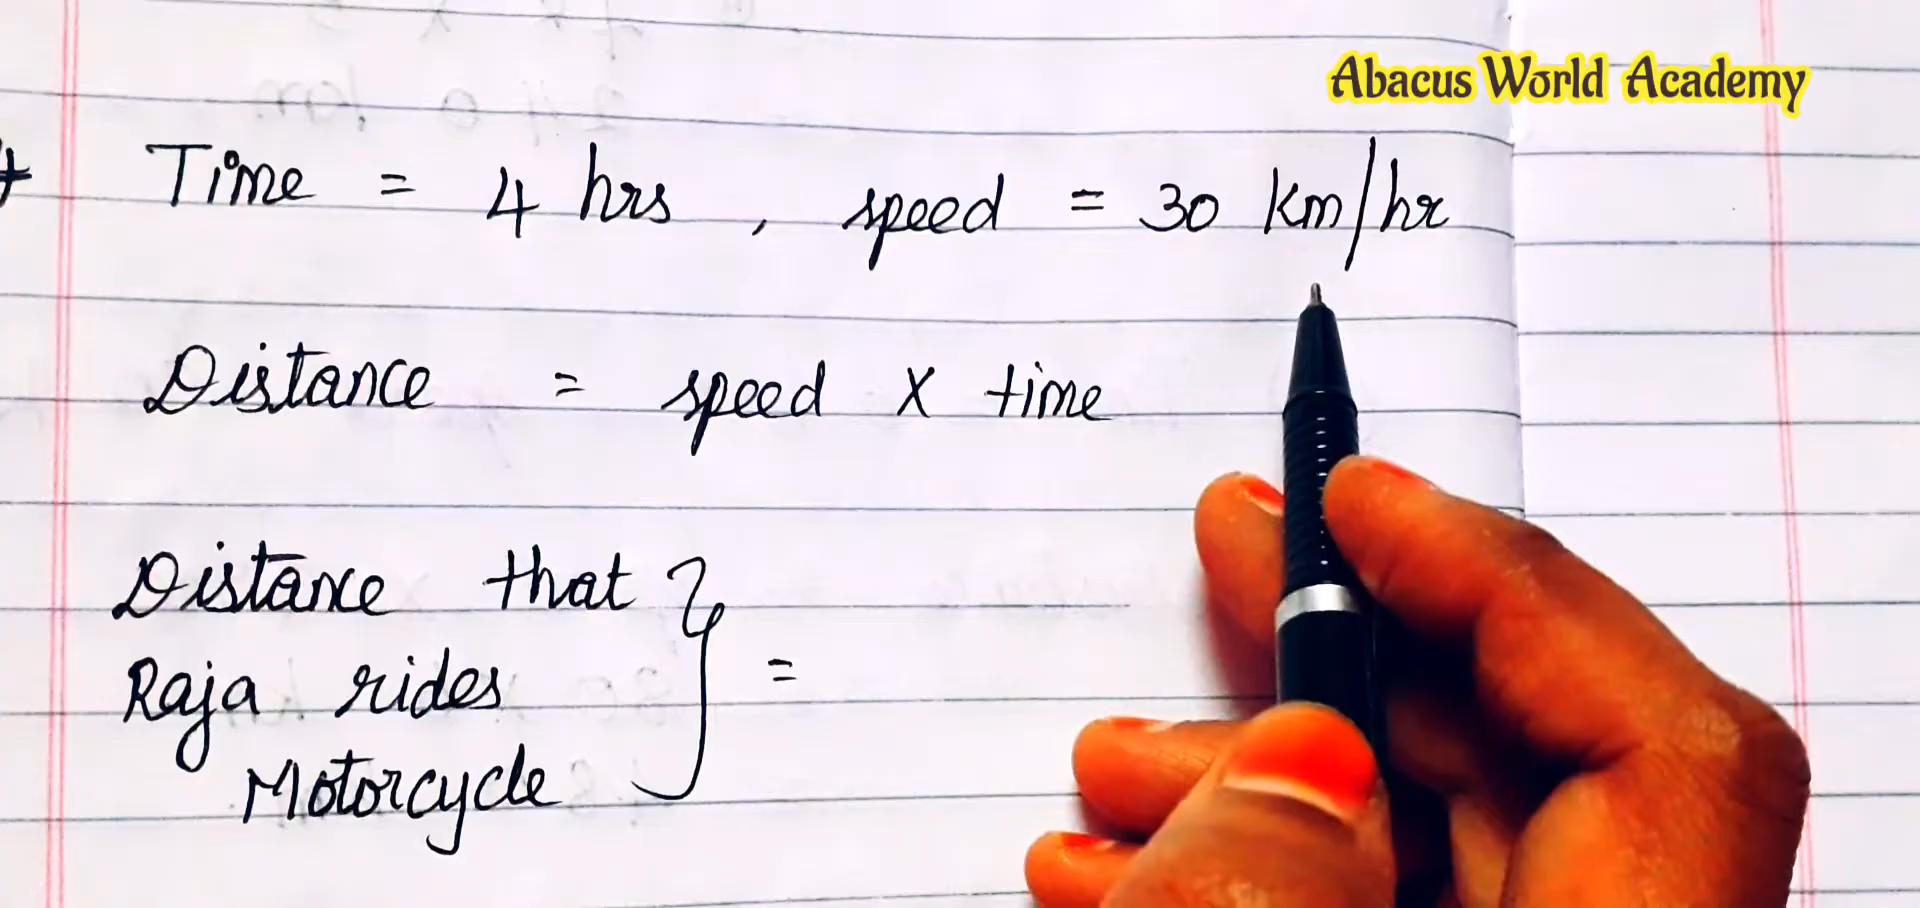 Abacus World Academy
Time = 4 hrs , speed = 30 km/hr
Distance = speed X time
Distance that
Raja rides } =
Motorcycle